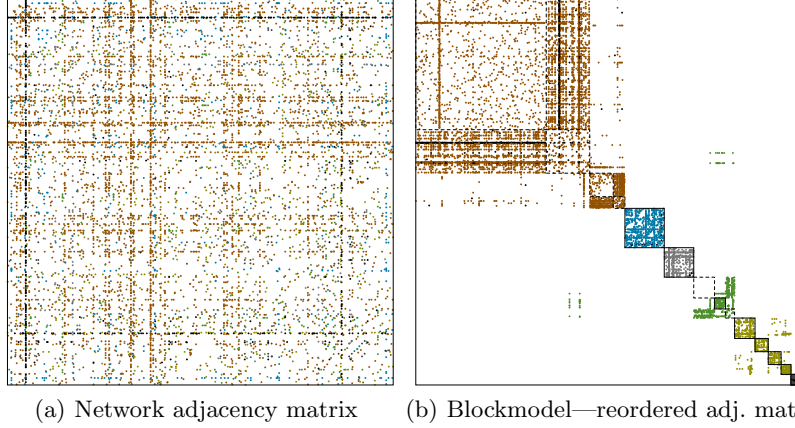 (a) Network adjacency matrix
(b) Blockmodel—reordered adj. mat